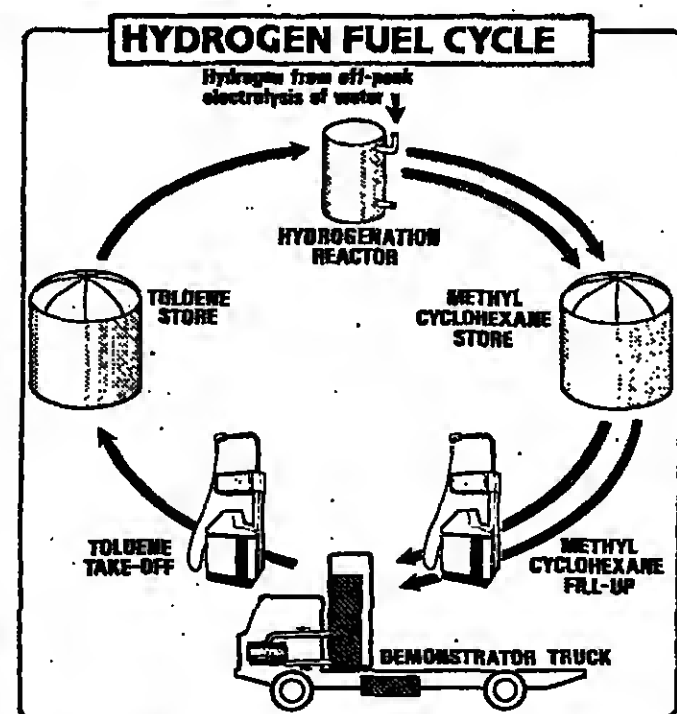 HYDROGEN FUEL CYCLE
Hydrogen from off-peak
electrolysis of water
HYDROGENATION
REACTOR
TOLUENE
STORE
METHYL
CYCLOHEXANE
STORE
TOLUENE
TAKE-OFF
METHYL
CYCLOHEXANE
FILL-UP
DEMONSTRATOR TRUCK